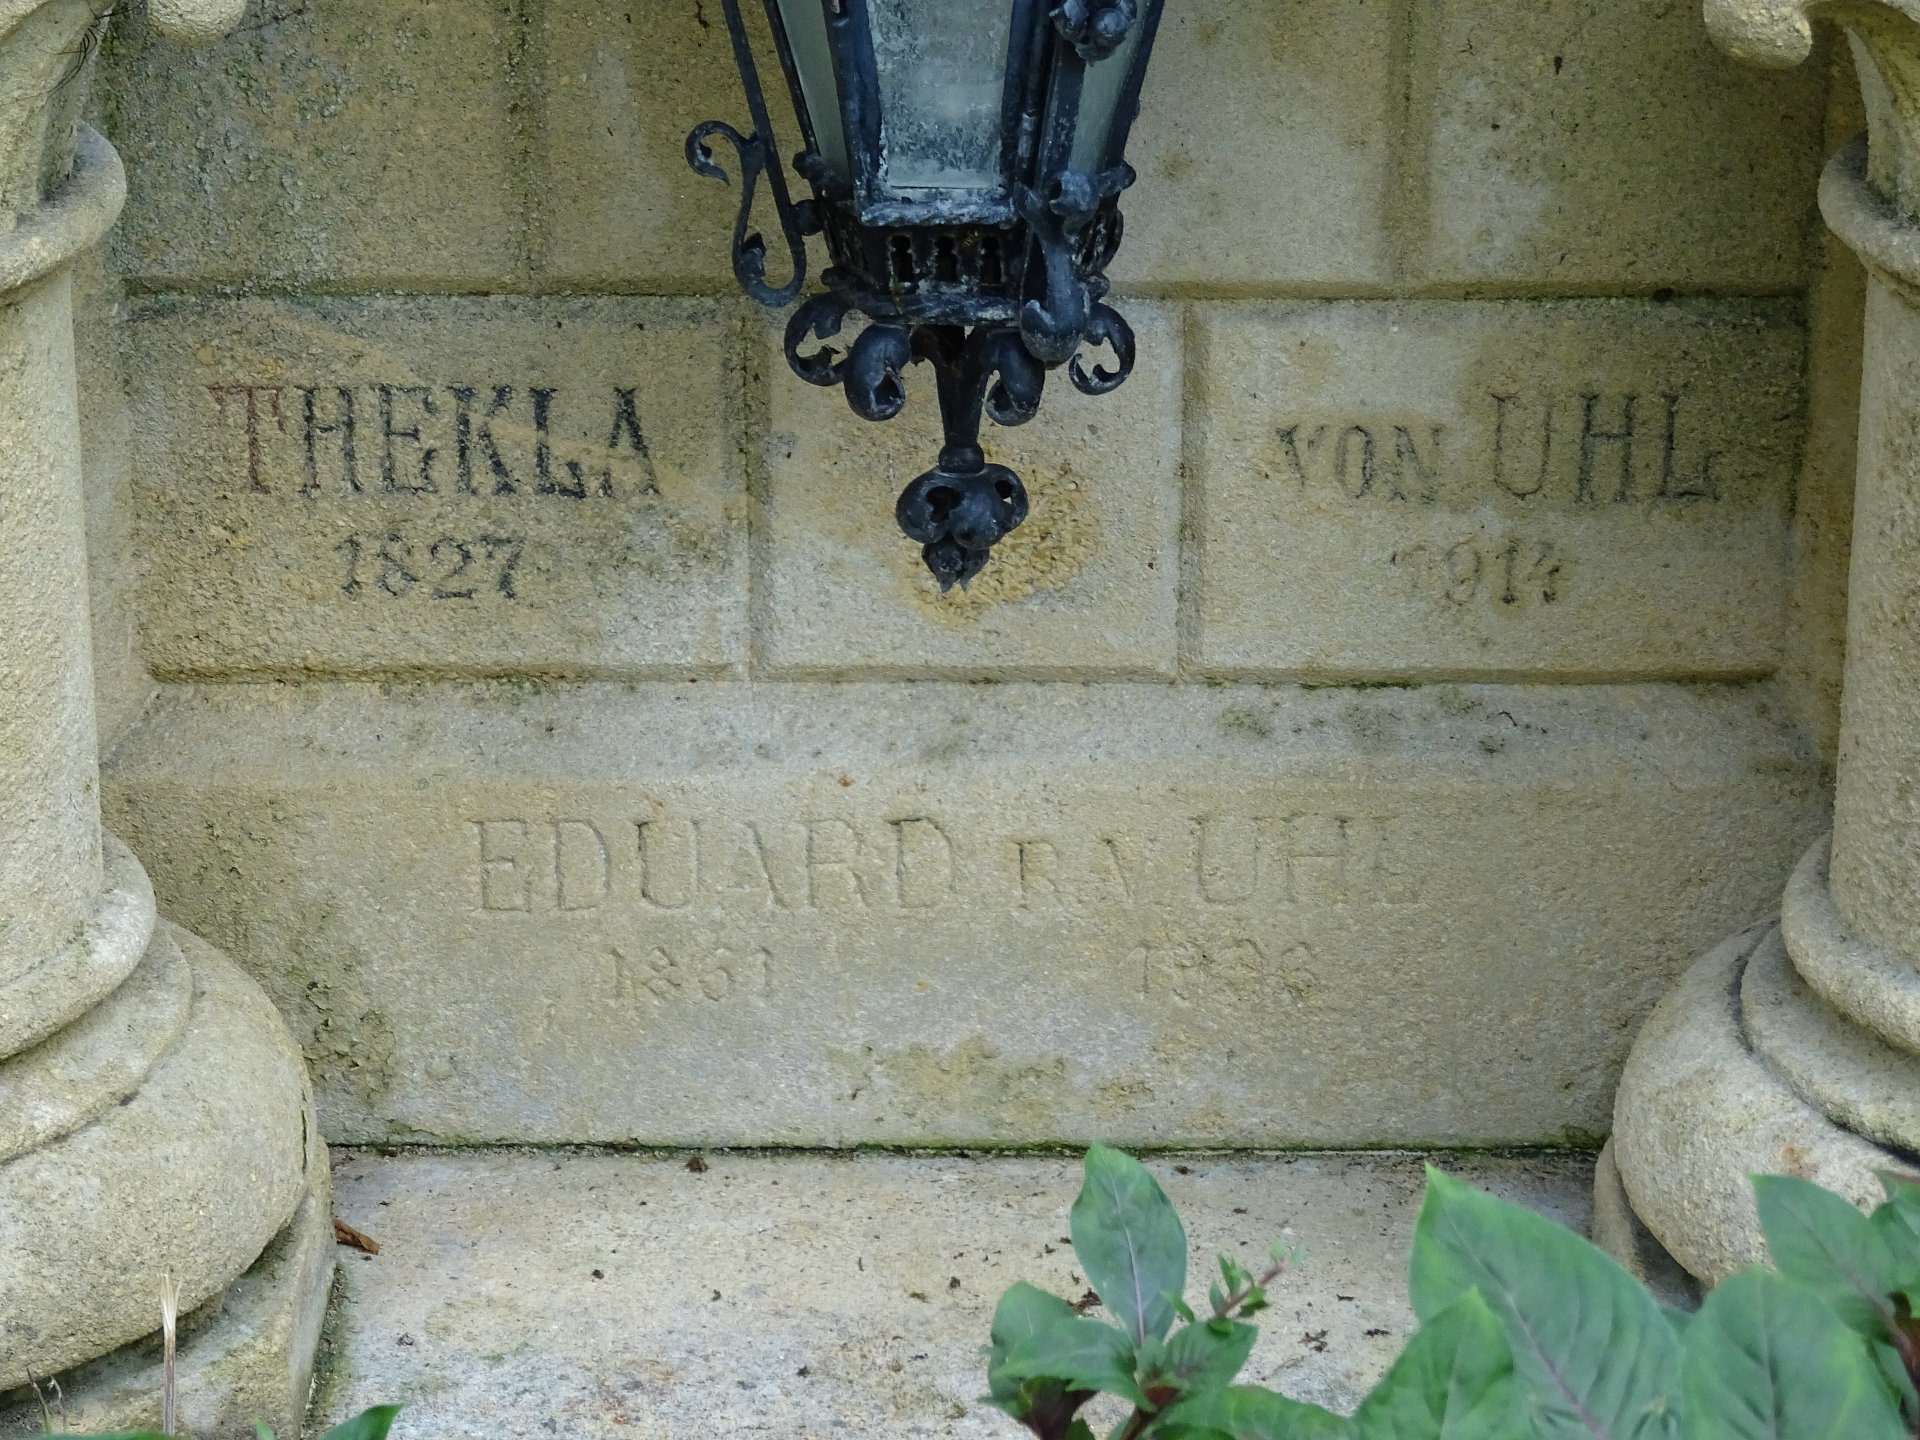 THEKLA VON UHL
1827 1914
EDUARD R.V. UHL